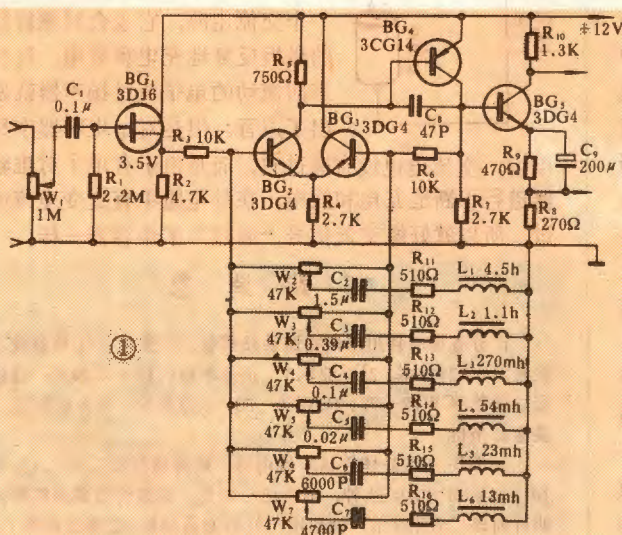 BG₁
3DJ6
C₁
0.1μ
3.5V
W₁
1M
R₁
2.2M
R₂
4.7K
R₃ 10K
R₅
750Ω
BG₂
3DG4
BG₃
3DG4
R₄
2.7K
BG₄
3CG14
C₈
47P
R₆
10K
R₇
2.7K
R₁₀
1.3K
+12V
BG₅
3DG4
R₉
470Ω
C₉
200μ
R₈
270Ω
①
W₂
47K
C₂
1.5μ
R₁₁
510Ω
L₁ 4.5h
W₃
47K
C₃
0.39μ
R₁₂
510Ω
L₂ 1.1h
W₄
47K
C₄
0.1μ
R₁₃
510Ω
L₃ 270mh
W₅
47K
C₅
0.02μ
R₁₄
510Ω
L₄ 54mh
W₆
47K
C₆
6000P
R₁₅
510Ω
L₅ 23mh
W₇
47K
C₇
4700P
R₁₆
510Ω
L₆ 13mh